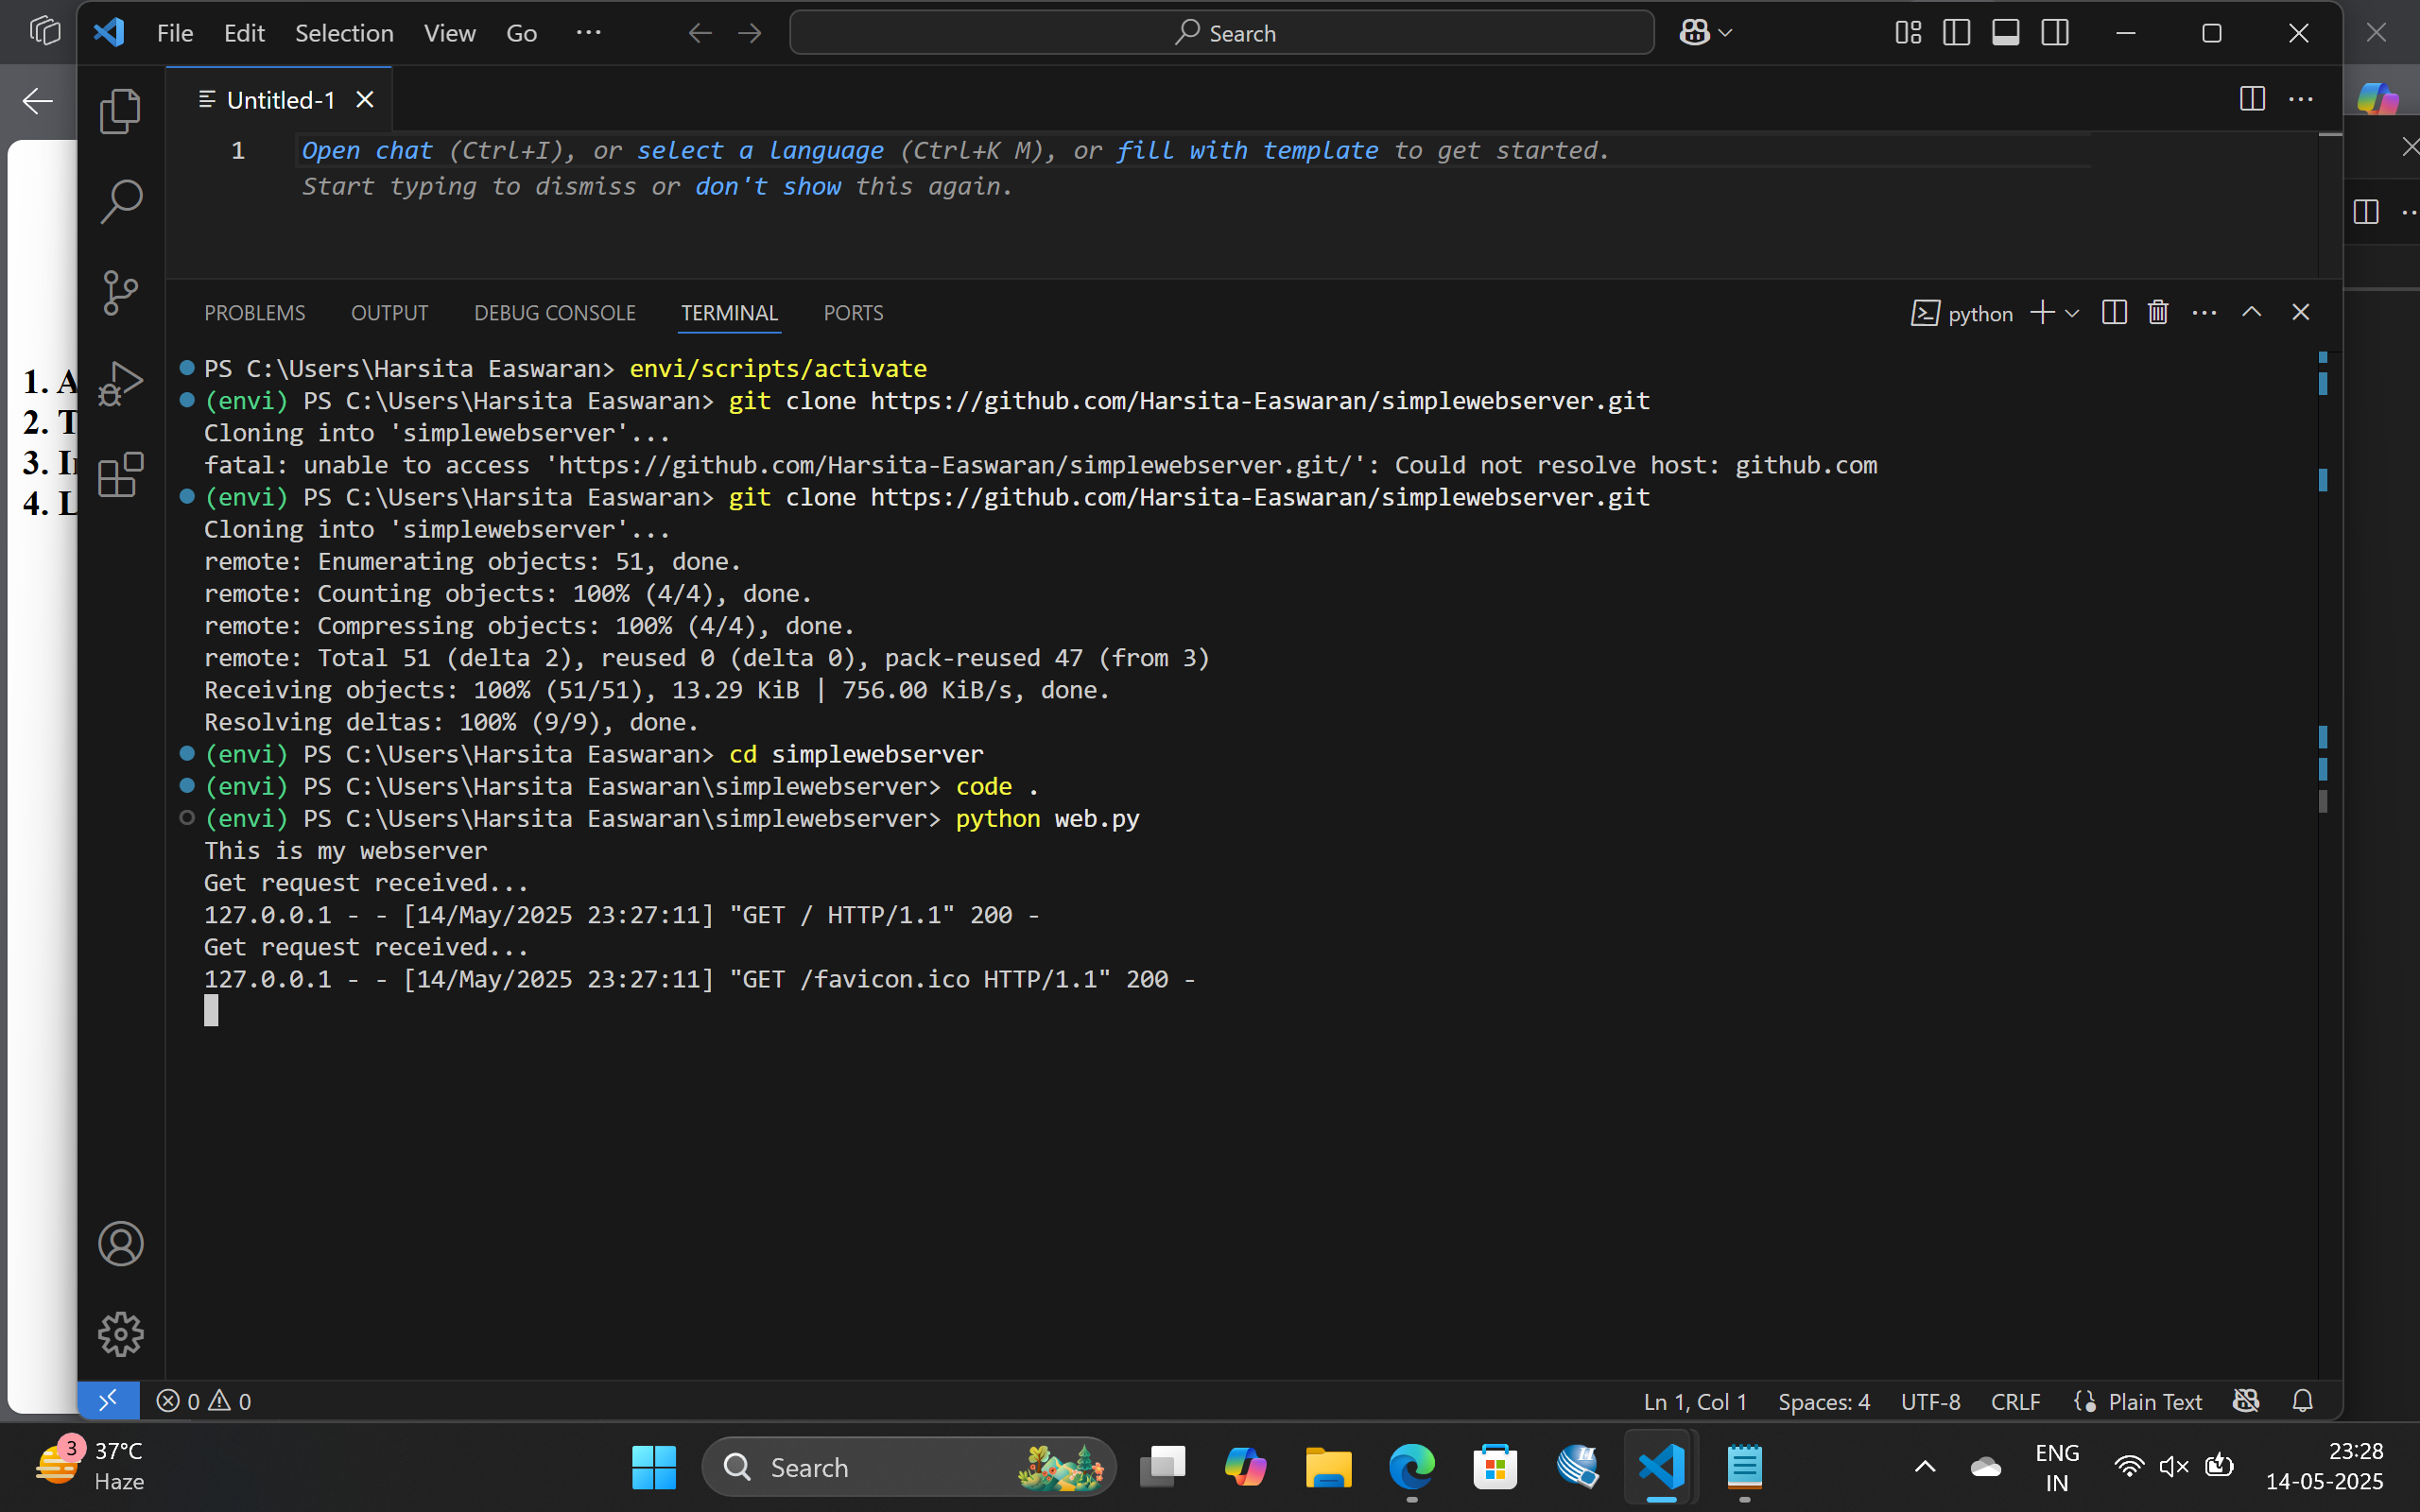 File Edit Selection View Go ··· Search
Untitled-1
1 Open chat (Ctrl+I), or select a language (Ctrl+K M), or fill with template to get started.
Start typing to dismiss or don't show this again.
PROBLEMS OUTPUT DEBUG CONSOLE TERMINAL PORTS python
PS C:\Users\Harsita Easwaran> envi/scripts/activate
(envi) PS C:\Users\Harsita Easwaran> git clone https://github.com/Harsita-Easwaran/simplewebserver.git
Cloning into 'simplewebserver'...
fatal: unable to access 'https://github.com/Harsita-Easwaran/simplewebserver.git/': Could not resolve host: github.com
(envi) PS C:\Users\Harsita Easwaran> git clone https://github.com/Harsita-Easwaran/simplewebserver.git
Cloning into 'simplewebserver'...
remote: Enumerating objects: 51, done.
remote: Counting objects: 100% (4/4), done.
remote: Compressing objects: 100% (4/4), done.
remote: Total 51 (delta 2), reused 0 (delta 0), pack-reused 47 (from 3)
Receiving objects: 100% (51/51), 13.29 KiB | 756.00 KiB/s, done.
Resolving deltas: 100% (9/9), done.
(envi) PS C:\Users\Harsita Easwaran> cd simplewebserver
(envi) PS C:\Users\Harsita Easwaran\simplewebserver> code .
(envi) PS C:\Users\Harsita Easwaran\simplewebserver> python web.py
This is my webserver
Get request received...
127.0.0.1 - - [14/May/2025 23:27:11] "GET / HTTP/1.1" 200 -
Get request received...
127.0.0.1 - - [14/May/2025 23:27:11] "GET /favicon.ico HTTP/1.1" 200 -
1. A
2. T
3.
4. L
0 0 Ln 1, Col 1 Spaces: 4 UTF-8 CRLF Plain Text
3 37°C
Haze
Search
ENG
IN
23:28
14-05-2025